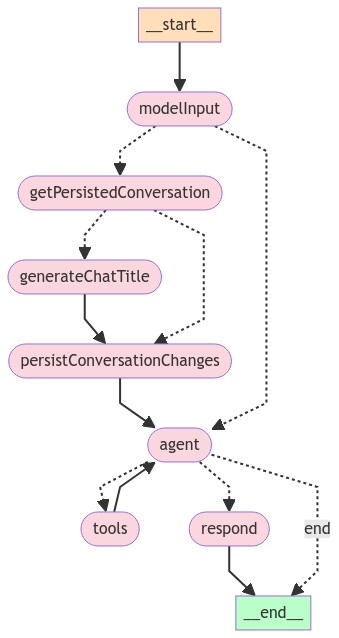 __start__
modelInput
getPersistedConversation
generateChatTitle
persistConversationChanges
agent
tools
respond
end
__end__